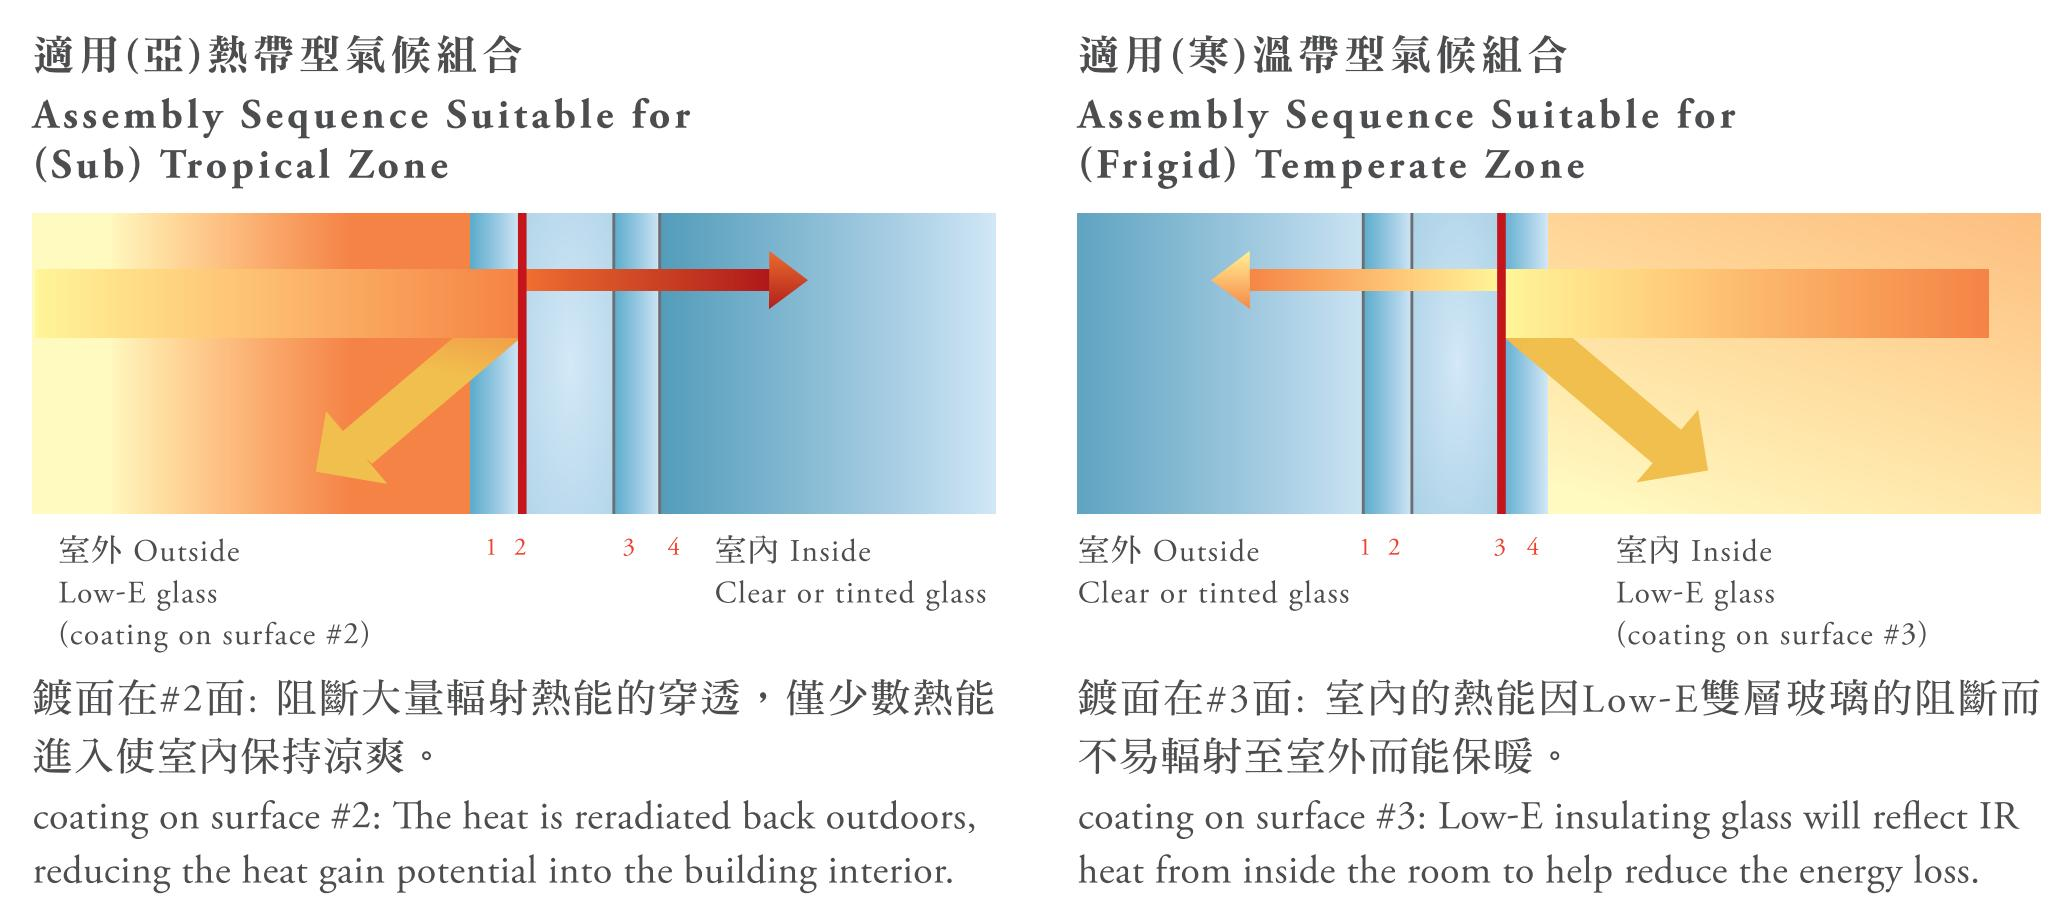 適用(亞)熱帶型氣候組合
Assembly Sequence Suitable for
(Sub) Tropical Zone
室外 Outside
Low-E glass
(coating on surface #2)
1 2 3 4
室內 Inside
Clear or tinted glass
鍍面在#2面: 阻斷大量輻射熱能的穿透，僅少數熱能
進入使室內保持涼爽。
coating on surface #2: The heat is reradiated back outdoors,
reducing the heat gain potential into the building interior.
適用(寒)溫帶型氣候組合
Assembly Sequence Suitable for
(Frigid) Temperate Zone
室外 Outside
Clear or tinted glass
1 2 3 4
室內 Inside
Low-E glass
(coating on surface #3)
鍍面在#3面: 室內的熱能因Low-E雙層玻璃的阻斷而
不易輻射至室外而能保暖。
coating on surface #3: Low-E insulating glass will reflect IR
heat from inside the room to help reduce the energy loss.